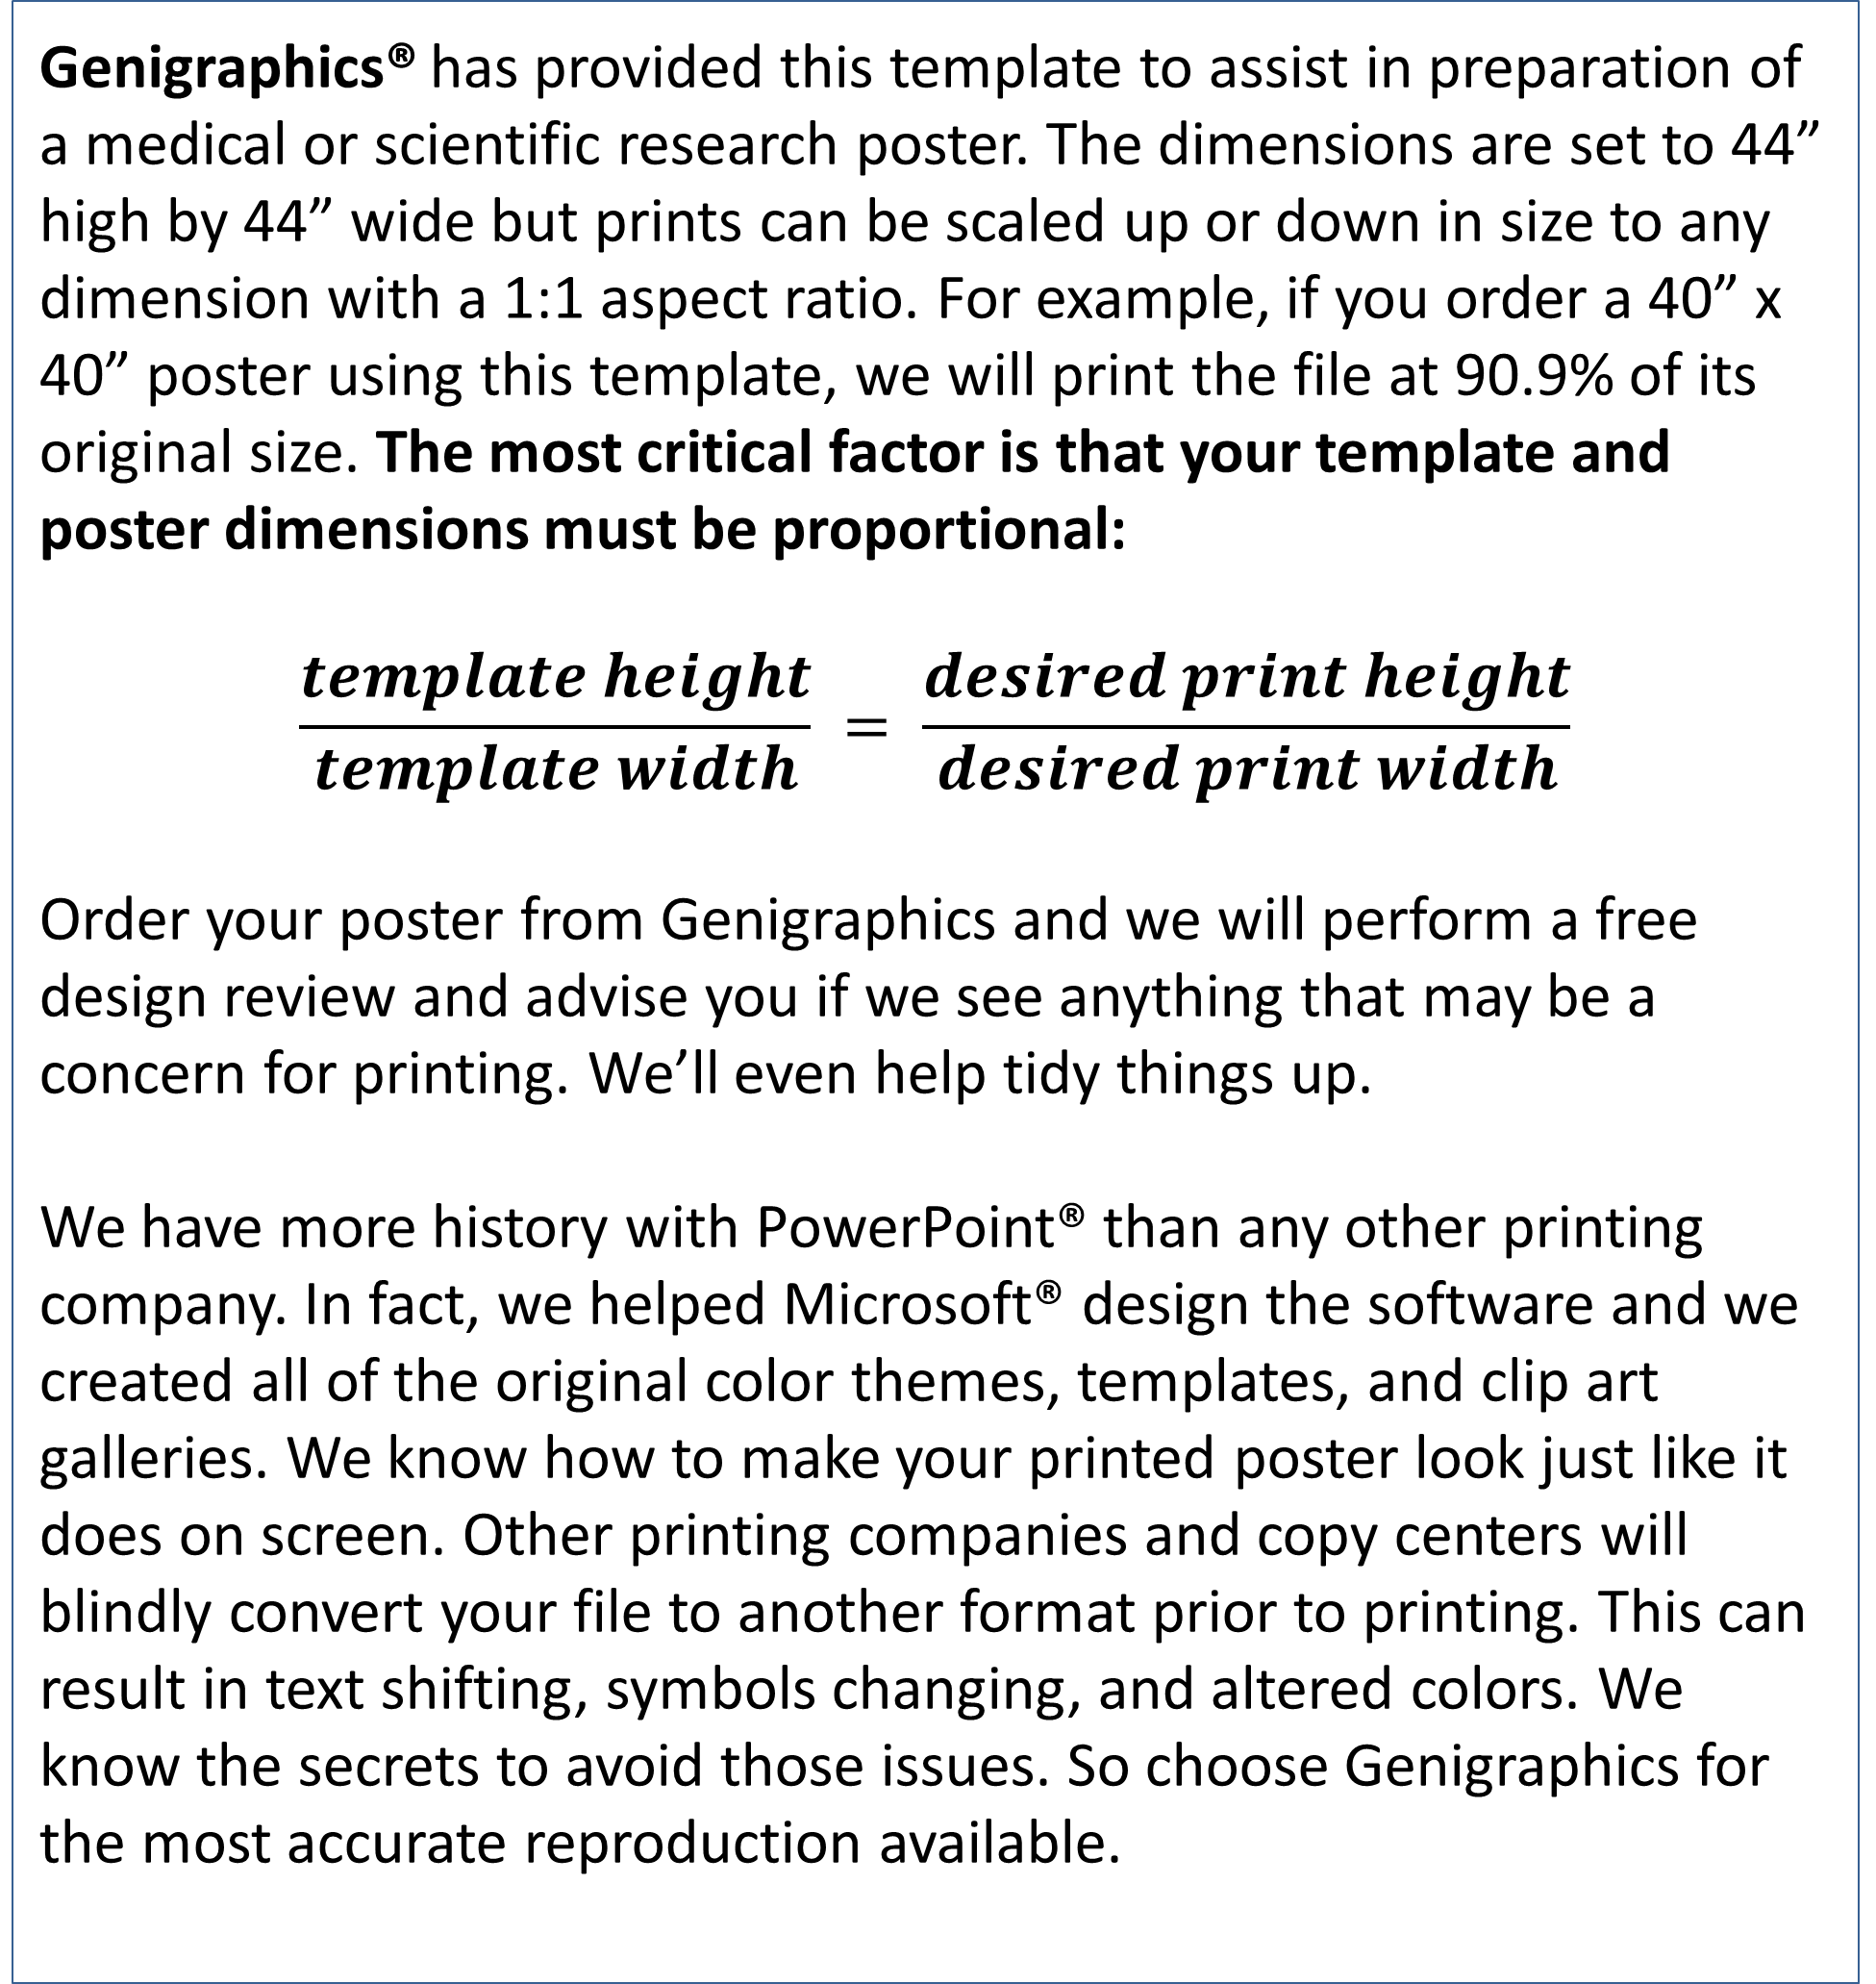 Genigraphics® has provided this template to assist in preparation of
a medical or scientific research poster. The dimensions are set to 44”
high by 44” wide but prints can be scaled up or down in size to any
dimension with a 1:1 aspect ratio. For example, if you order a 40” x
40” poster using this template, we will print the file at 90.9% of its
original size. The most critical factor is that your template and
poster dimensions must be proportional:
template height / template width = desired print height / desired print width
Order your poster from Genigraphics and we will perform a free
design review and advise you if we see anything that may be a
concern for printing. We’ll even help tidy things up.
We have more history with PowerPoint® than any other printing
company. In fact, we helped Microsoft® design the software and we
created all of the original color themes, templates, and clip art
galleries. We know how to make your printed poster look just like it
does on screen. Other printing companies and copy centers will
blindly convert your file to another format prior to printing. This can
result in text shifting, symbols changing, and altered colors. We
know the secrets to avoid those issues. So choose Genigraphics for
the most accurate reproduction available.